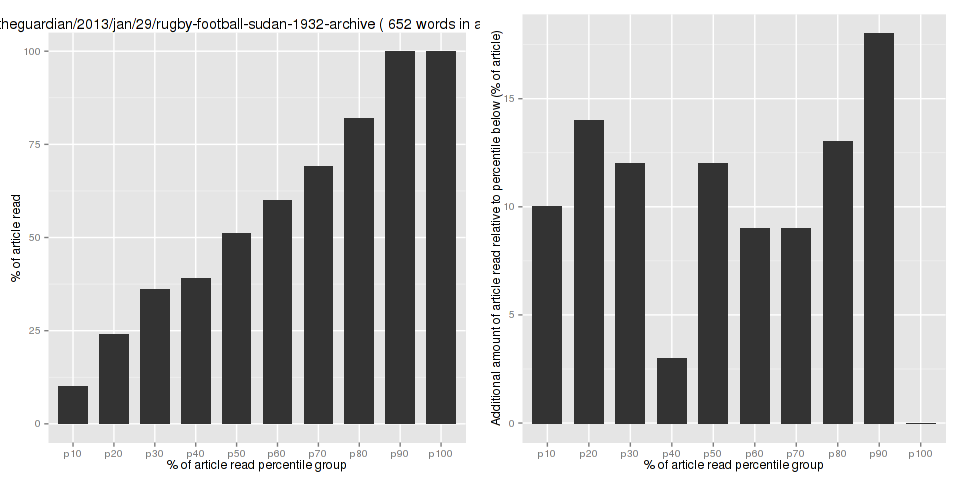 theguardian/2013/jan/29/rugby-football-sudan-1932-archive ( 652 words in a
% of article read
100
75
50
25
0
p10 p20 p30 p40 p50 p60 p70 p80 p90 p100
% of article read percentile group
Additional amount of article read relative to percentile below (% of article)
15
10
5
0
p10 p20 p30 p40 p50 p60 p70 p80 p90 p100
% of article read percentile group